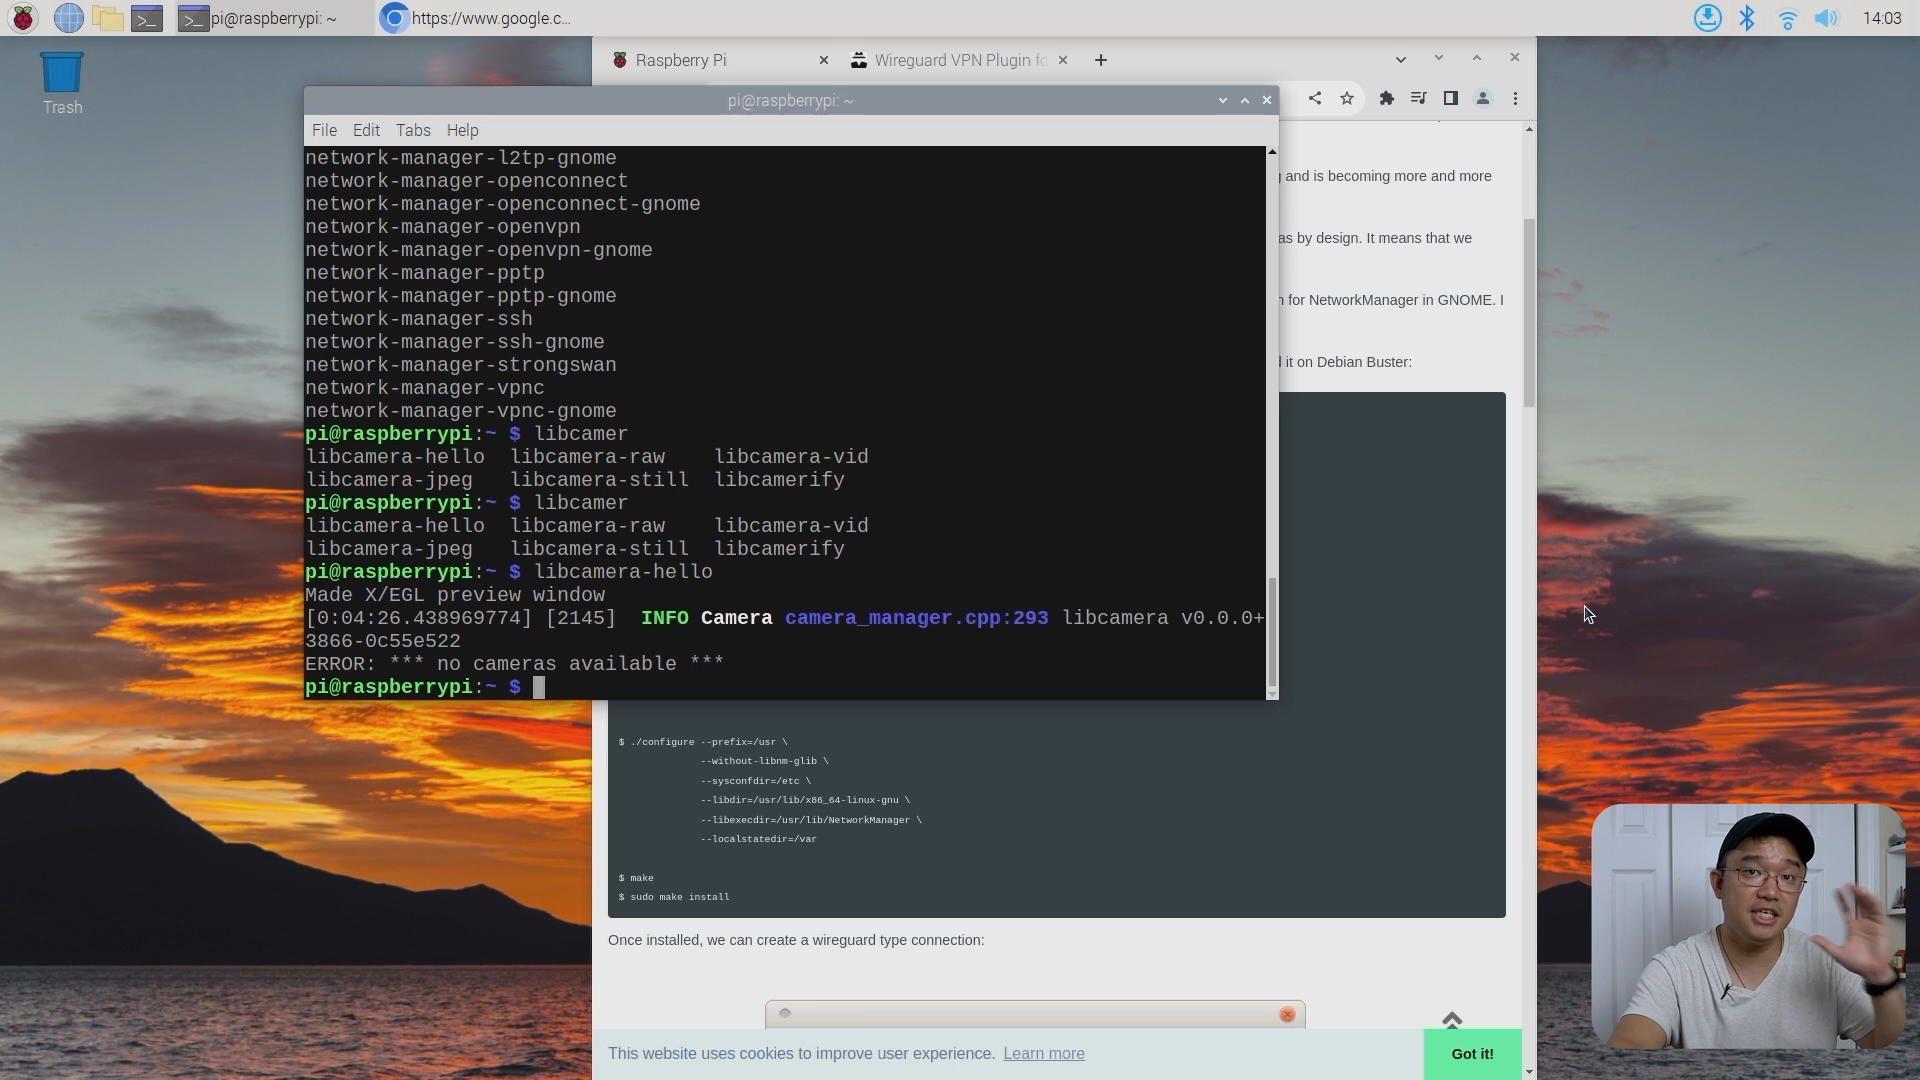 pi@raspberrypi: ~
https://www.google.c...
14:03
Trash
Raspberry Pi
Wireguard VPN Plugin fo
pi@raspberrypi: ~
File Edit Tabs Help
network-manager-l2tp-gnome
network-manager-openconnect
network-manager-openconnect-gnome
network-manager-openvpn
network-manager-openvpn-gnome
network-manager-pptp
network-manager-pptp-gnome
network-manager-ssh
network-manager-ssh-gnome
network-manager-strongswan
network-manager-vpnc
network-manager-vpnc-gnome
pi@raspberrypi:~ $ libcamer
libcamera-hello libcamera-raw libcamera-vid
libcamera-jpeg libcamera-still libcamerify
pi@raspberrypi:~ $ libcamer
libcamera-hello libcamera-raw libcamera-vid
libcamera-jpeg libcamera-still libcamerify
pi@raspberrypi:~ $ libcamera-hello
Made X/EGL preview window
[0:04:26.438969774] [2145] INFO Camera camera_manager.cpp:293 libcamera v0.0.0+
3866-0c55e522
ERROR: *** no cameras available ***
pi@raspberrypi:~ $
and is becoming more and more
as by design. It means that we
for NetworkManager in GNOME. I
it on Debian Buster:
$ ./configure --prefix=/usr \
--without-libnm-glib \
--sysconfdir=/etc \
--libdir=/usr/lib/x86_64-linux-gnu \
--libexecdir=/usr/lib/NetworkManager \
--localstatedir=/var
$ make
$ sudo make install
Once installed, we can create a wireguard type connection:
This website uses cookies to improve user experience. Learn more
Got it!